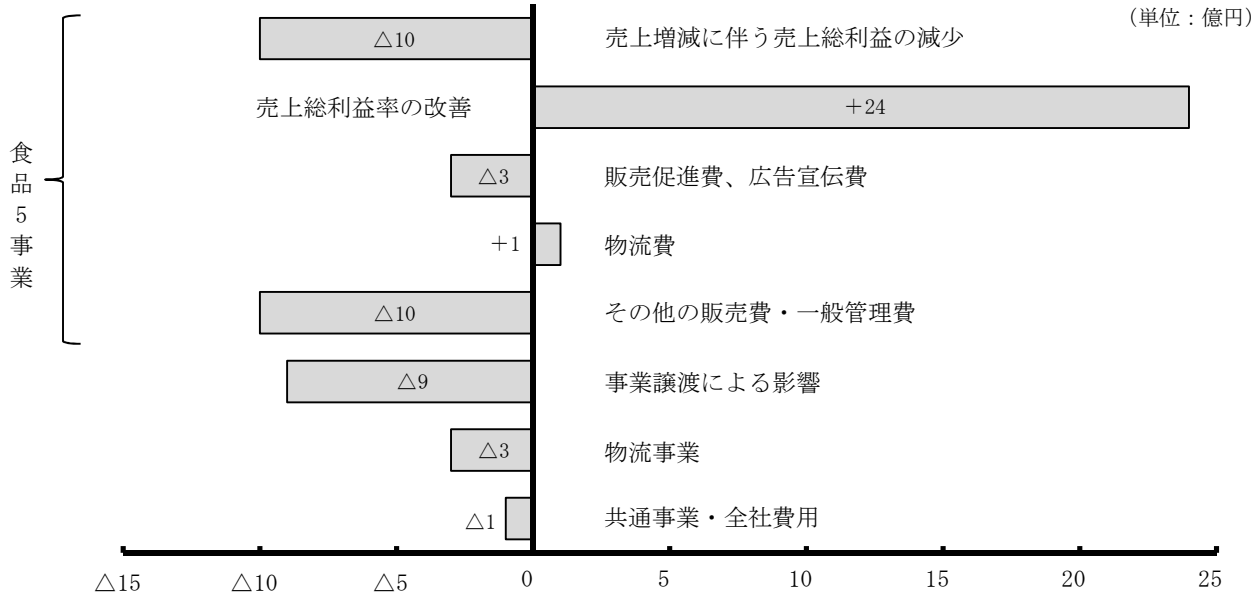 （単位：億円）
△10 売上増減に伴う売上総利益の減少
売上総利益率の改善 ＋24
食品５事業
△3 販売促進費、広告宣伝費
＋1 物流費
△10 その他の販売費・一般管理費
△9 事業譲渡による影響
△3 物流事業
△1 共通事業・全社費用
△15 △10 △5 0 5 10 15 20 25